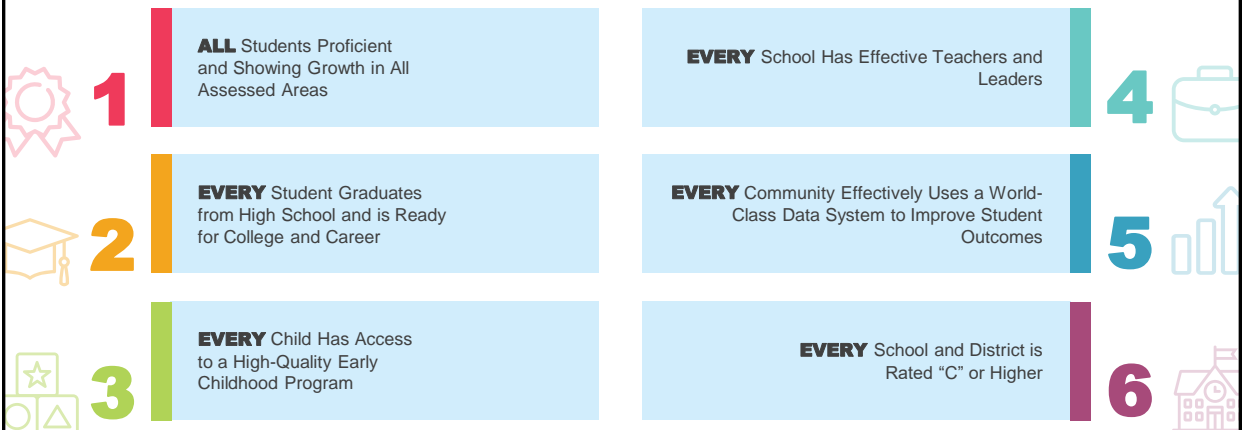 1
ALL Students Proficient
and Showing Growth in All
Assessed Areas
2
EVERY Student Graduates
from High School and is Ready
for College and Career
3
EVERY Child Has Access
to a High-Quality Early
Childhood Program
EVERY School Has Effective Teachers and
Leaders
4
EVERY Community Effectively Uses a World-
Class Data System to Improve Student
Outcomes
5
EVERY School and District is
Rated “C” or Higher
6